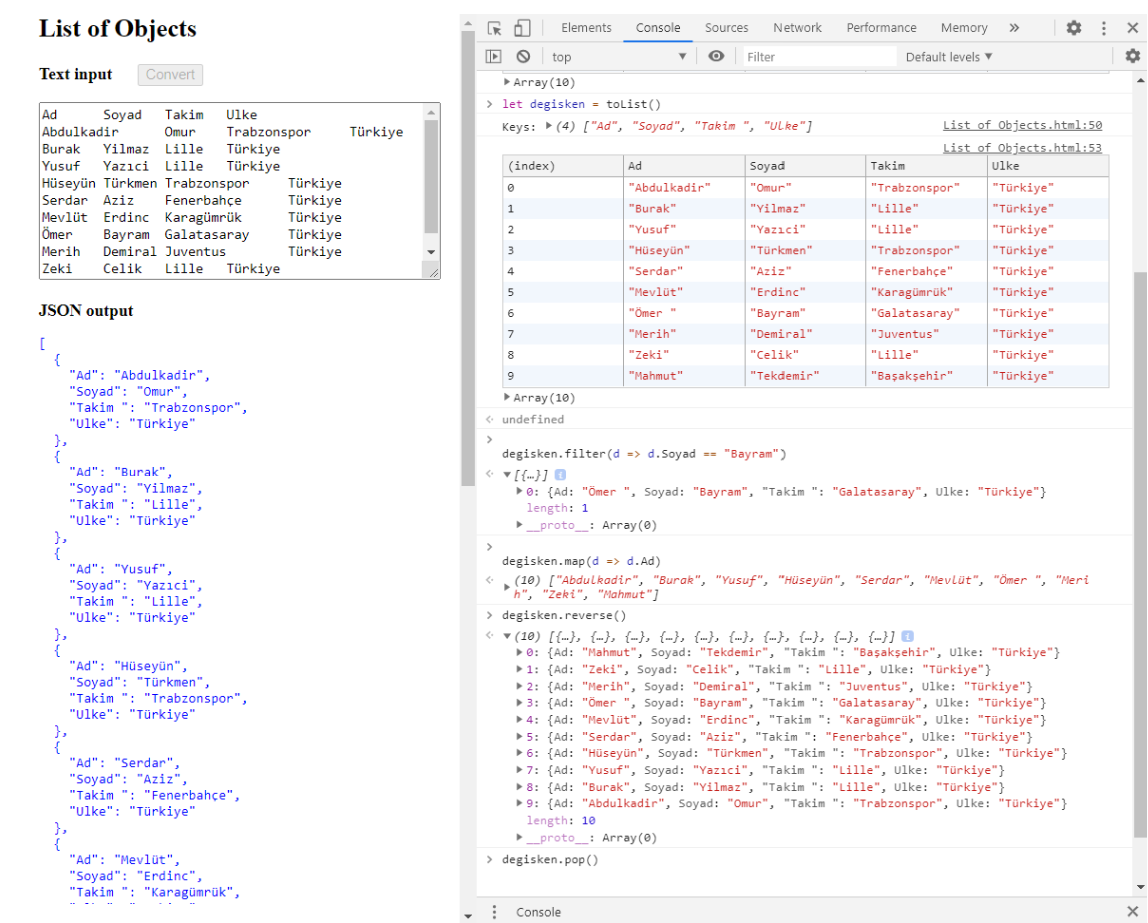 List of Objects
Text input Convert
Ad Soyad Takim Ulke
Abdulkadir Omur Trabzonspor Türkiye
Burak Yilmaz Lille Türkiye
Yusuf Yazıci Lille Türkiye
Hüseyün Türkmen Trabzonspor Türkiye
Serdar Aziz Fenerbahçe Türkiye
Mevlüt Erdinc Karagümrük Türkiye
Ömer Bayram Galatasaray Türkiye
Merih Demiral Juventus Türkiye
Zeki Celik Lille Türkiye
JSON output
[
{
"Ad": "Abdulkadir",
"Soyad": "Omur",
"Takim ": "Trabzonspor",
"Ulke": "Türkiye"
},
{
"Ad": "Burak",
"Soyad": "Yilmaz",
"Takim ": "Lille",
"Ulke": "Türkiye"
},
{
"Ad": "Yusuf",
"Soyad": "Yazıci",
"Takim ": "Lille",
"Ulke": "Türkiye"
},
{
"Ad": "Hüseyün",
"Soyad": "Türkmen",
"Takim ": "Trabzonspor",
"Ulke": "Türkiye"
},
{
"Ad": "Serdar",
"Soyad": "Aziz",
"Takim ": "Fenerbahçe",
"Ulke": "Türkiye"
},
{
"Ad": "Mevlüt",
"Soyad": "Erdinc",
"Takim ": "Karagümrük",
Elements Console Sources Network Performance Memory »
top Filter Default levels ▼
▶Array(10)
> let degisken = toList()
Keys: ▶(4) ["Ad", "Soyad", "Takim ", "Ulke"] List of Objects.html:50
List of Objects.html:53
(index) Ad Soyad Takim Ulke
0 "Abdulkadir" "Omur" "Trabzonspor" "Türkiye"
1 "Burak" "Yilmaz" "Lille" "Türkiye"
2 "Yusuf" "Yazıci" "Lille" "Türkiye"
3 "Hüseyün" "Türkmen" "Trabzonspor" "Türkiye"
4 "Serdar" "Aziz" "Fenerbahçe" "Türkiye"
5 "Mevlüt" "Erdinc" "Karagümrük" "Türkiye"
6 "Ömer " "Bayram" "Galatasaray" "Türkiye"
7 "Merih" "Demiral" "Juventus" "Türkiye"
8 "Zeki" "Celik" "Lille" "Türkiye"
9 "Mahmut" "Tekdemir" "Başakşehir" "Türkiye"
▶Array(10)
undefined
>
degisken.filter(d => d.Soyad == "Bayram")
▼[{…}] i
▶0: {Ad: "Ömer ", Soyad: "Bayram", "Takim ": "Galatasaray", Ulke: "Türkiye"}
length: 1
▶__proto__: Array(0)
>
degisken.map(d => d.Ad)
▶(10) ["Abdulkadir", "Burak", "Yusuf", "Hüseyün", "Serdar", "Mevlüt", "Ömer ", "Meri
h", "Zeki", "Mahmut"]
> degisken.reverse()
▼(10) [{…}, {…}, {…}, {…}, {…}, {…}, {…}, {…}, {…}, {…}] i
▶0: {Ad: "Mahmut", Soyad: "Tekdemir", "Takim ": "Başakşehir", Ulke: "Türkiye"}
▶1: {Ad: "Zeki", Soyad: "Celik", "Takim ": "Lille", Ulke: "Türkiye"}
▶2: {Ad: "Merih", Soyad: "Demiral", "Takim ": "Juventus", Ulke: "Türkiye"}
▶3: {Ad: "Ömer ", Soyad: "Bayram", "Takim ": "Galatasaray", Ulke: "Türkiye"}
▶4: {Ad: "Mevlüt", Soyad: "Erdinc", "Takim ": "Karagümrük", Ulke: "Türkiye"}
▶5: {Ad: "Serdar", Soyad: "Aziz", "Takim ": "Fenerbahçe", Ulke: "Türkiye"}
▶6: {Ad: "Hüseyün", Soyad: "Türkmen", "Takim ": "Trabzonspor", Ulke: "Türkiye"}
▶7: {Ad: "Yusuf", Soyad: "Yazıci", "Takim ": "Lille", Ulke: "Türkiye"}
▶8: {Ad: "Burak", Soyad: "Yilmaz", "Takim ": "Lille", Ulke: "Türkiye"}
▶9: {Ad: "Abdulkadir", Soyad: "Omur", "Takim ": "Trabzonspor", Ulke: "Türkiye"}
length: 10
▶__proto__: Array(0)
> degisken.pop()
Console